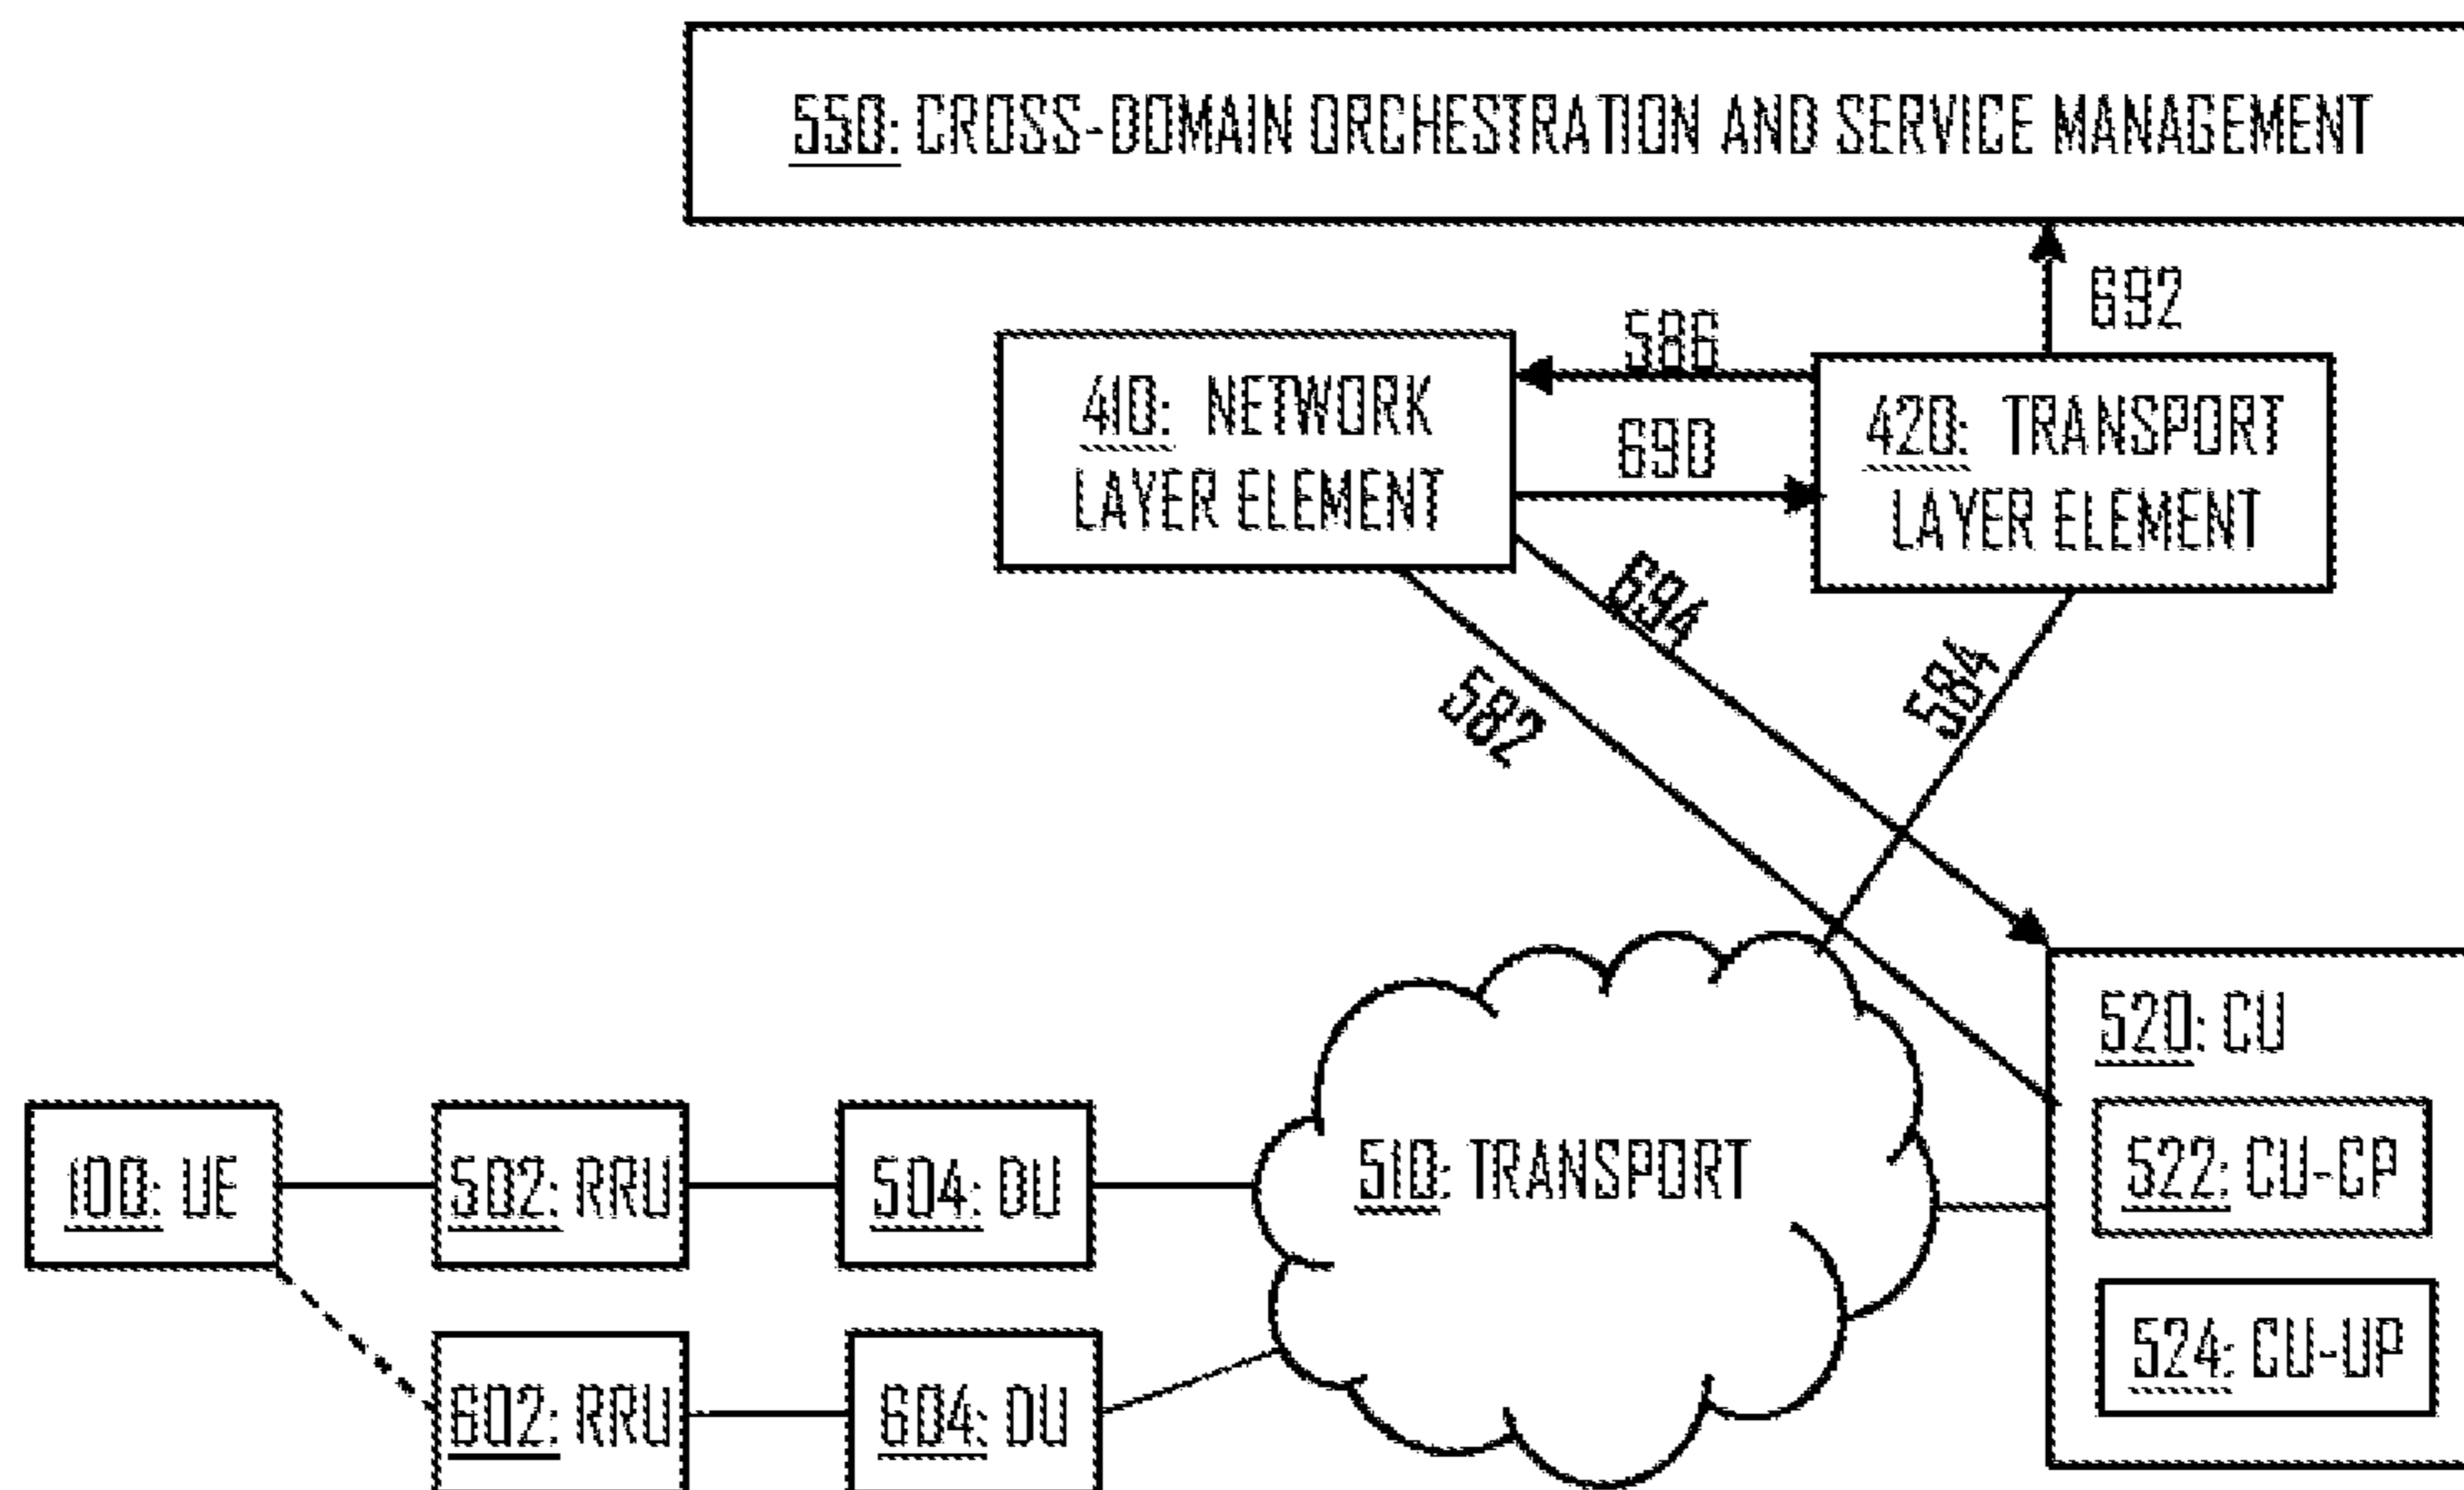 550: CROSS-DOMAIN ORCHESTRATION AND SERVICE MANAGEMENT
692
586
410: NETWORK
LAYER ELEMENT
690
420: TRANSPORT
LAYER ELEMENT
694
582
584
520: CU
100: UE
502: RRU
504: DU
510: TRANSPORT
522: CU-CP
524: CU-UP
602: RRU
604: DU